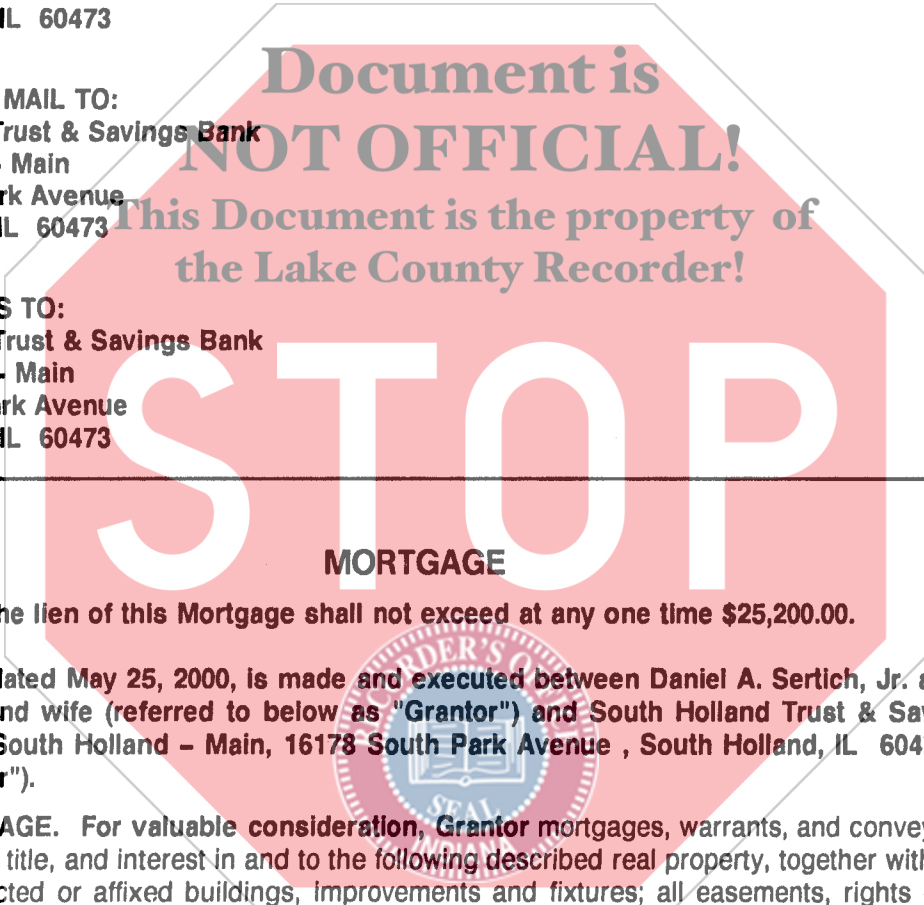 IL 60473
Document is
MAIL TO:
Trust & Savings Bank
NOT OFFICIAL!
- Main
rk Avenue
This Document is the property of
IL 60473
the Lake County Recorder!
S TO:
Trust & Savings Bank
- Main
rk Avenue
IL 60473
STOP
MORTGAGE
he lien of this Mortgage shall not exceed at any one time $25,200.00.
dated May 25, 2000, is made and executed between Daniel A. Sertich, Jr. a
nd wife (referred to below as "Grantor") and South Holland Trust & Sa
South Holland – Main, 16178 South Park Avenue , South Holland, IL 604
r").
RECORDER'S
SEAL
INDIANA
AGE. For valuable consideration, Grantor mortgages, warrants, and convey
title, and interest in and to the following described real property, together with
cted or affixed buildings, improvements and fixtures; all easements, rights